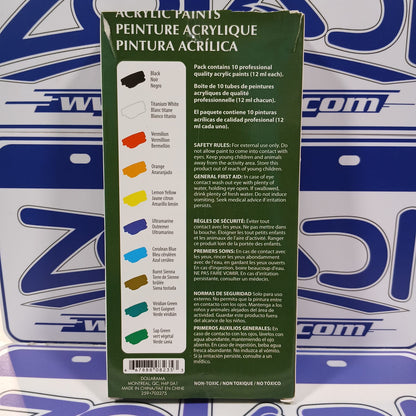 ACRYLIC PAINTS
PEINTURE ACRYLIQUE
PINTURA ACRÍLICA
Black
Noir
Negro
Titanium White
Blanc titane
Blanco titanio
Vermilion
Vermillon
Bermellón
Orange
Anaranjado
Lemon Yellow
Jaune citron
Amarillo limón
Ultramarine
Outremer
Ultramarino
Cerulean Blue
Bleu céruléen
Azul cerúleo
Burnt Sienna
Terre de Sienne
brûlée
Siena tostada
Viridian Green
Vert Guignet
Verde viridián
Sap Green
vert végétal
Verde savia
Pack contains 10 professional
quality acrylic paints (12 ml each).
Boite de 10 tubes de peintures
acryliques de qualité
professionnelle (12 ml chacun).
El paquete contiene 10 pinturas
acrílicas de calidad profesional (12
ml cada uno).
SAFETY RULES: For external use only. Do
not allow paint to come into contact with
eyes. Keep young children and animals
away from the activity area. Store this
product out of reach of young children.
GENERAL FIRST AID: In case of eye
contact wash out eye with plenty of
water, holding eye open. If swallowed,
drink plenty of fresh water. Do not induce
vomiting. Seek medical advice if
symptoms persist.
RÈGLES DE SÉCURITÉ: Éviter tout
contact avec les yeux. Ne pas mettre dans
la bouche. Éloigner les tout petits enfants
et les animaux de l'aire d'activité. Ranger ce
produit loin de la portée des enfants.
PREMIERS SOINS: En cas de contact avec
les yeux, rincer les yeux abondamment
avec de l'eau, en gardant les yeux ouverts.
En cas d'ingestion, boire beaucoup d'eau.
NE PAS FAIRE VOMIR. Si l'irritation
persiste, consulter un médecin.
NORMAS DE SEGURIDAD Solo para uso
externo. No permita que la pintura entre
en contacto con los ojos. Mantenga a los
niños y animales alejados del área de
actividad. Guardar este producto fuera
del alcance de los niños.
PRIMEROS AUXILIOS GENERALES: En
caso de contacto con los ojos, lávelos con
agua abundante, manteniendo el ojo
abierto. En caso de ingestión, beba mucha
agua fresca. No induzca el vómito.
Si la irritación persiste, consulte a
un médico.
DOLLARAMA
MONTREAL, QC, H4P 0A1
MADE IN CHINA/FAIT EN CHINE
NON-TOXIC / NON TOXIQUE / NO TÓXICO